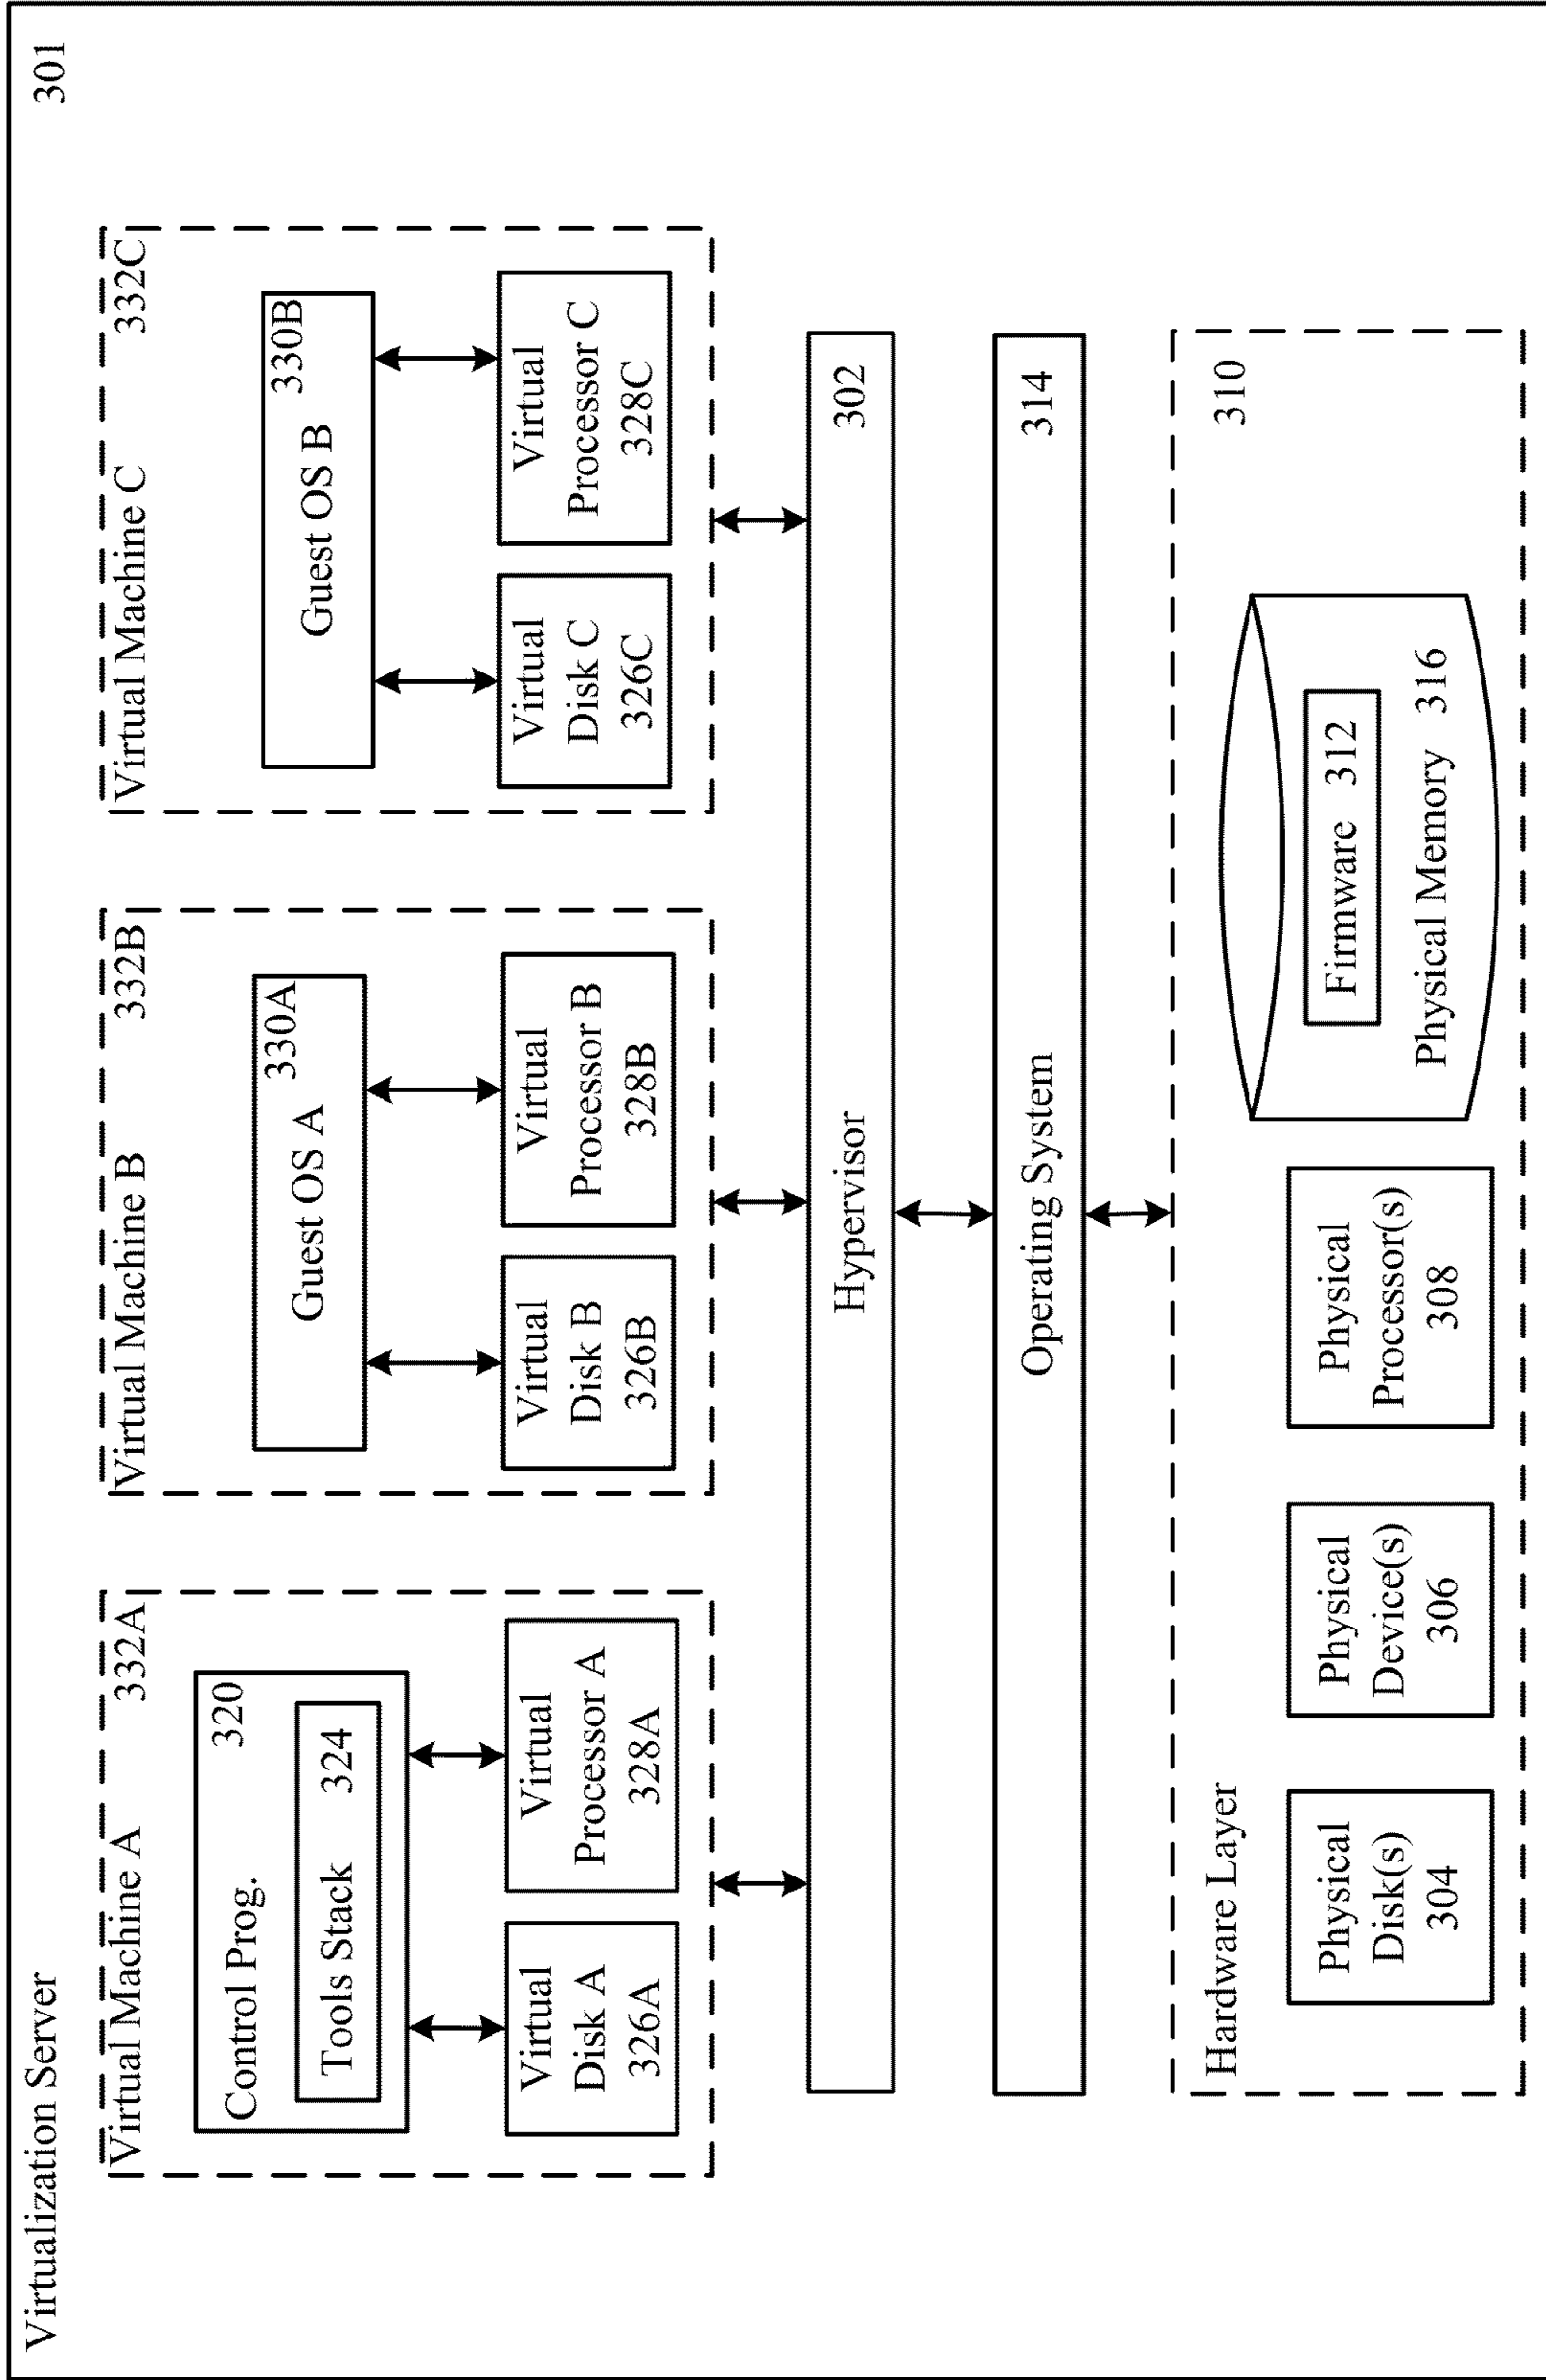 Virtualization Server
301
Virtual Machine A 332A
Control Prog. 320
Tools Stack 324
Virtual
Disk A
326A
Virtual
Processor A
328A
Virtual Machine B 332B
330A
Guest OS A
Virtual
Disk B
326B
Virtual
Processor B
328B
Virtual Machine C 332C
330B
Guest OS B
Virtual
Disk C
326C
Virtual
Processor C
328C
Hypervisor 302
Operating System 314
Hardware Layer 310
Physical
Disk(s)
304
Physical
Device(s)
306
Physical
Processor(s)
308
Firmware 312
Physical Memory 316